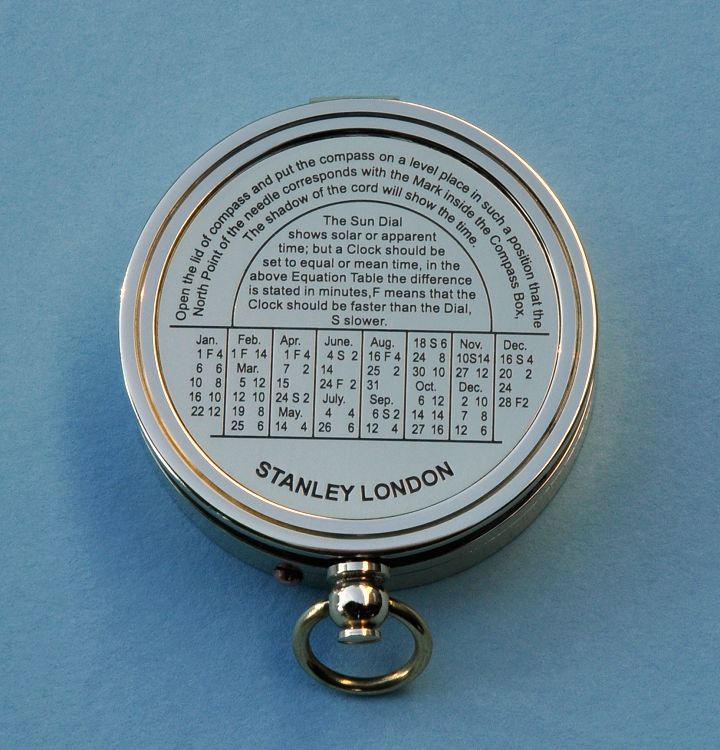 Open the lid of compass and put the compass on a level place in such a position that the
North Point of the needle corresponds with the Mark inside the Compass Box,
The shadow of the cord will show the time.
The Sun Dial
shows solar or apparent
time; but a Clock should be
set to equal or mean time, in the
above Equation Table the difference
is stated in minutes,F means that the
Clock should be faster than the Dial,
S slower.
Jan.
1 F 4
6 6
10 8
16 10
22 12
Feb.
1 F 14
Mar.
5 12
12 10
19 8
25 6
Apr.
1 F 4
7 2
15
24 S 2
May.
14 4
June.
4 S 2
14
24 F 2
July.
4 4
26 6
Aug.
16 F 4
25 2
31
Sep.
6 S 2
12 4
18 S 6
24 8
30 10
Oct.
6 12
14 14
27 16
Nov.
10S14
27 12
Dec.
2 10
7 8
12 6
Dec.
16 S 4
20 2
24
28 F2
STANLEY LONDON